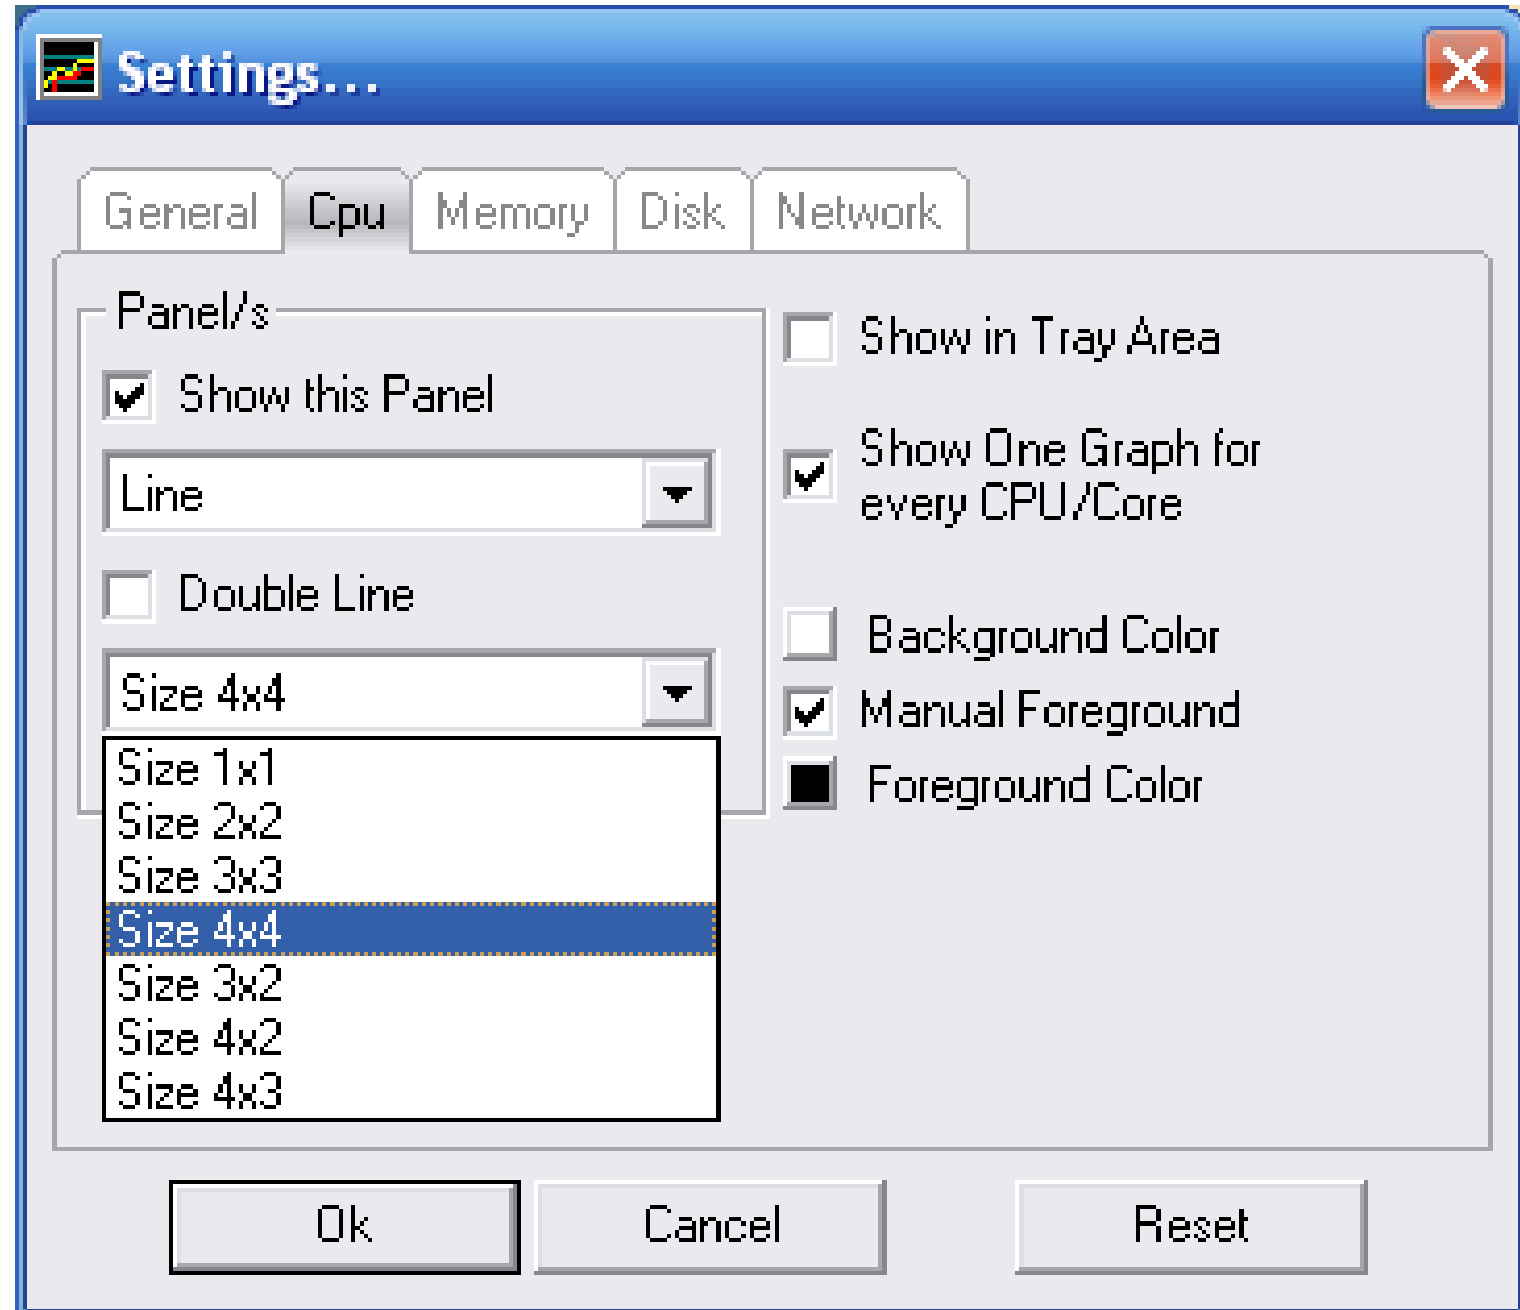 Settings...
General Cpu Memory Disk Network
Panel/s
Show this Panel
Line
Double Line
Size 4x4
Size 1x1
Size 2x2
Size 3x3
Size 4x4
Size 3x2
Size 4x2
Size 4x3
Show in Tray Area
Show One Graph for
every CPU/Core
Background Color
Manual Foreground
Foreground Color
Ok Cancel Reset